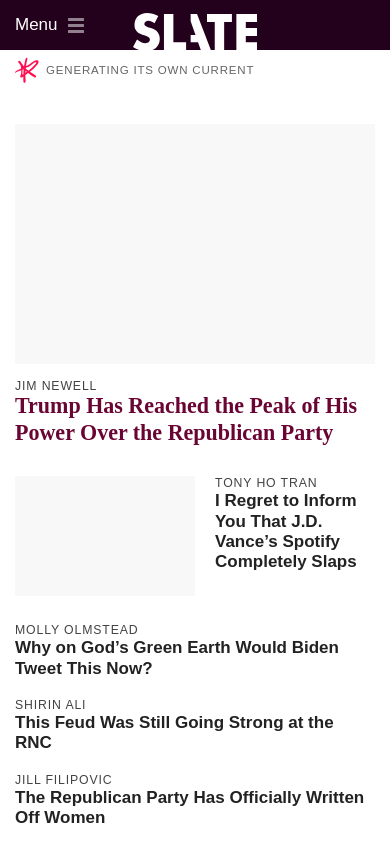 Menu
SLATE
GENERATING ITS OWN CURRENT
JIM NEWELL
Trump Has Reached the Peak of His
Power Over the Republican Party
TONY HO TRAN
I Regret to Inform
You That J.D.
Vance’s Spotify
Completely Slaps
MOLLY OLMSTEAD
Why on God’s Green Earth Would Biden
Tweet This Now?
SHIRIN ALI
This Feud Was Still Going Strong at the
RNC
JILL FILIPOVIC
The Republican Party Has Officially Written
Off Women